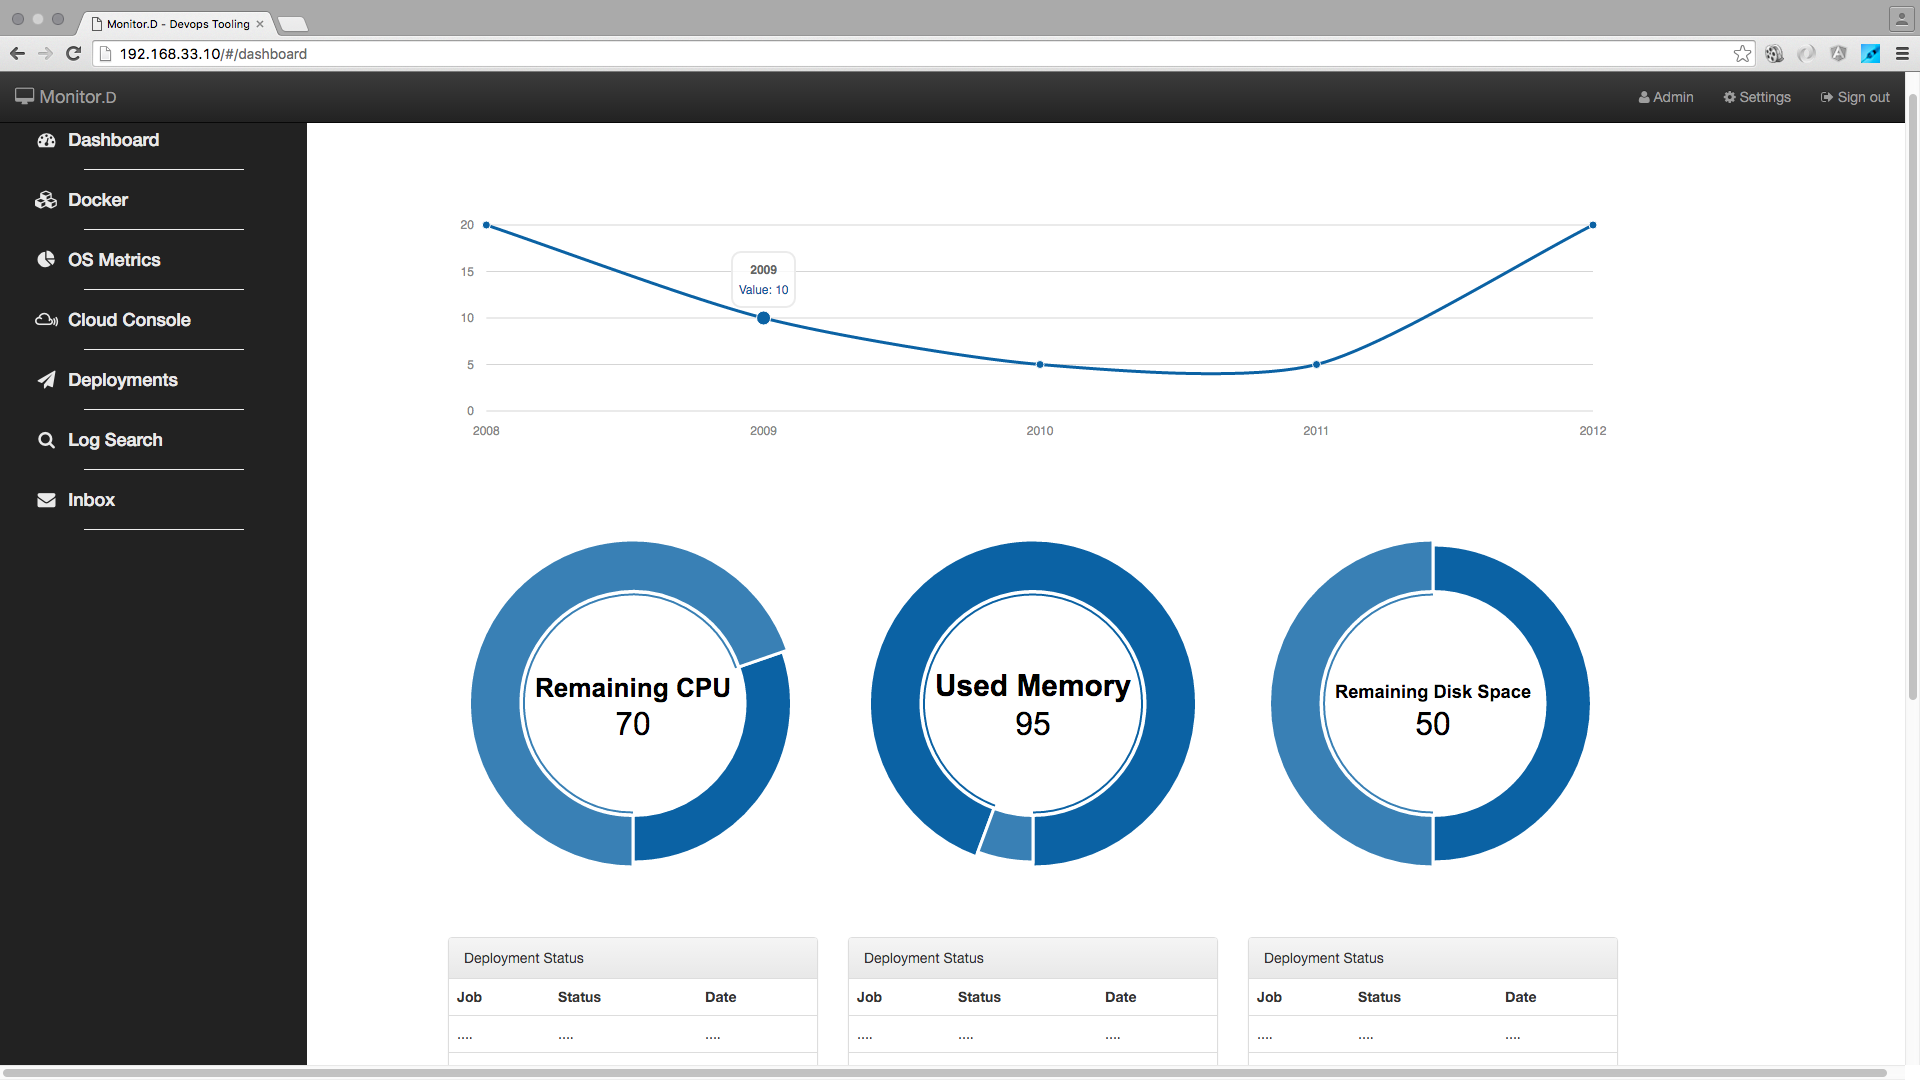 Monitor.D - Devops Tooling
192.168.33.10/#/dashboard
Monitor.D
Admin
Settings
Sign out
Dashboard
Docker
OS Metrics
Cloud Console
Deployments
Log Search
Inbox
20
15
10
5
0
2009
Value: 10
2008 2009 2010 2011 2012
Remaining CPU
70
Used Memory
95
Remaining Disk Space
50
Deployment Status
Job Status Date
.... .... ....
Deployment Status
Job Status Date
.... .... ....
Deployment Status
Job Status Date
.... .... ....